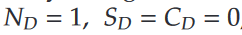 N_D = 1, S_D = C_D = 0,